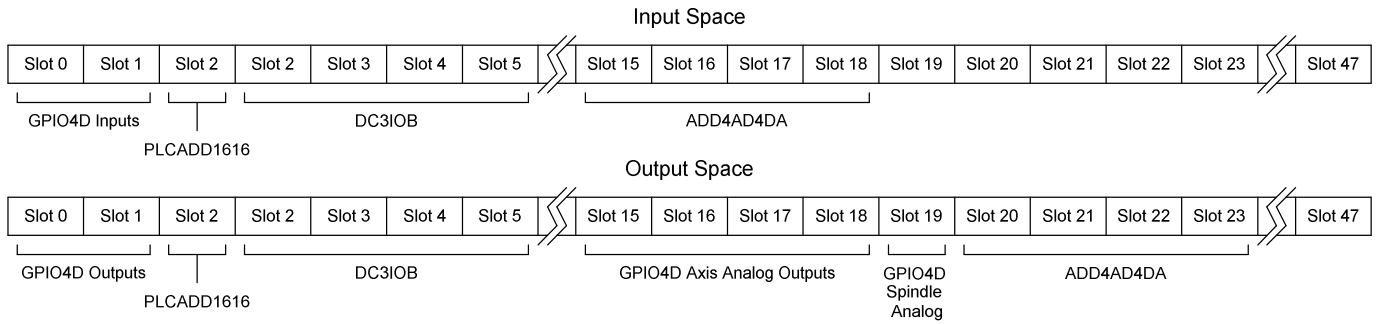 Input Space
Slot 0 Slot 1 Slot 2 Slot 2 Slot 3 Slot 4 Slot 5 Slot 15 Slot 16 Slot 17 Slot 18 Slot 19 Slot 20 Slot 21 Slot 22 Slot 23 Slot 47
GPIO4D Inputs DC3IOB ADD4AD4DA
PLCADD1616
Output Space
Slot 0 Slot 1 Slot 2 Slot 2 Slot 3 Slot 4 Slot 5 Slot 15 Slot 16 Slot 17 Slot 18 Slot 19 Slot 20 Slot 21 Slot 22 Slot 23 Slot 47
GPIO4D Outputs DC3IOB GPIO4D Axis Analog Outputs GPIO4D ADD4AD4DA
Spindle
PLCADD1616
Analog